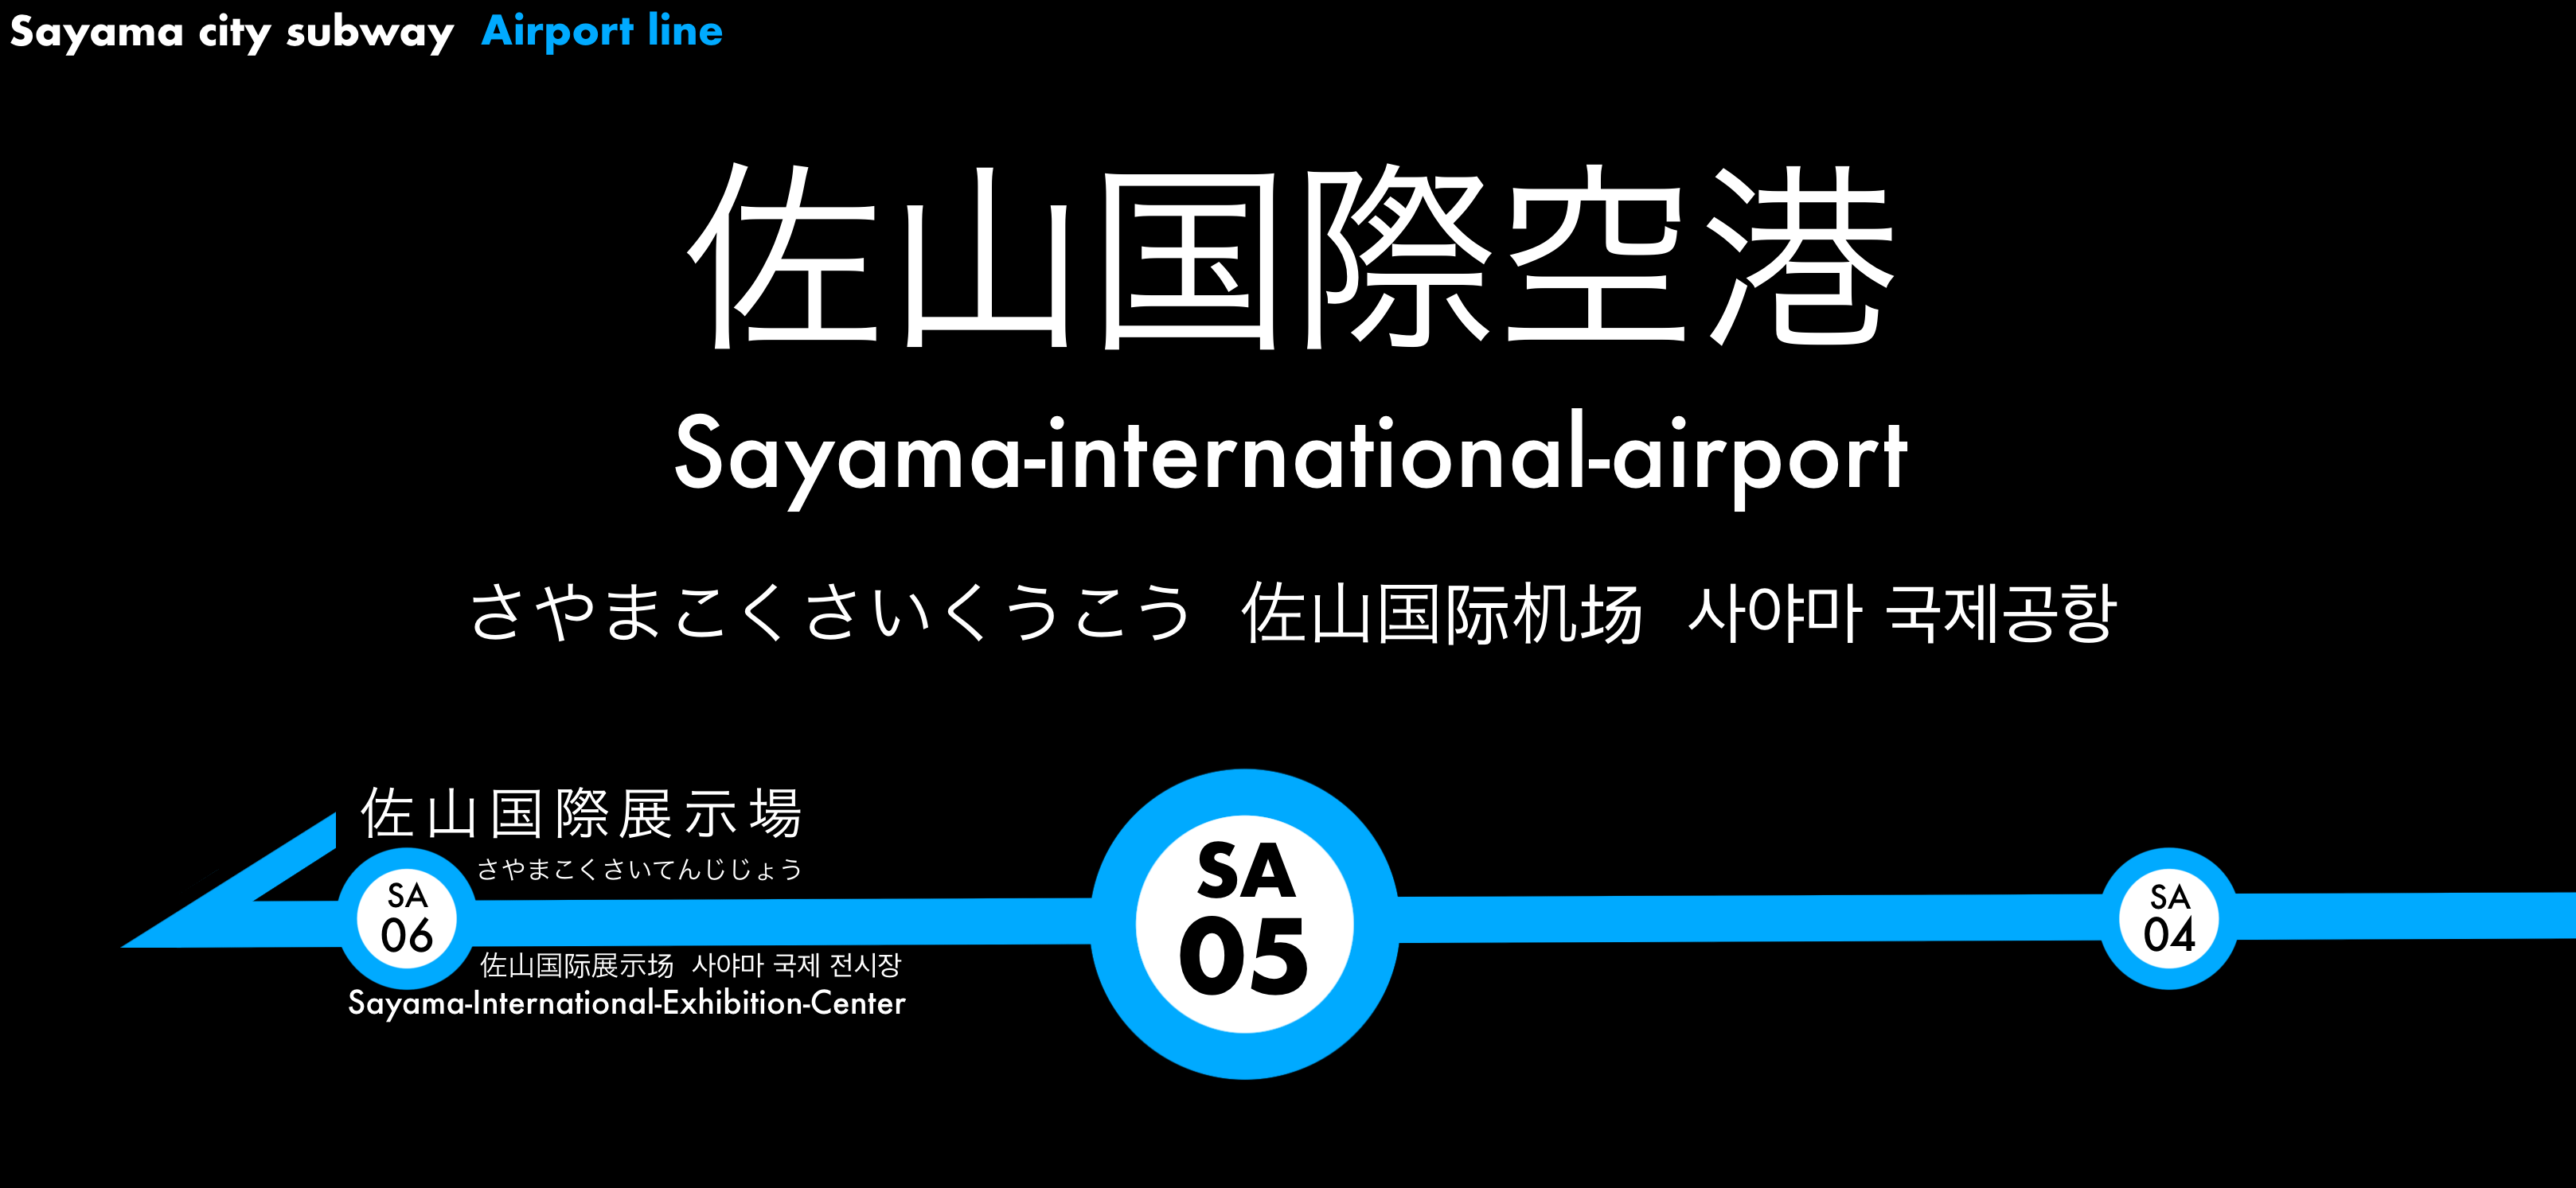 Sayama city subway Airport line
佐山国際空港
Sayama-international-airport
さやまこくさいくうこう 佐山国际机场 사야마 국제공항
佐山国際展示場
さやまこくさいてんじじょう
SA
06
佐山国际展示场 사야마 국제 전시장
Sayama-International-Exhibition-Center
SA
05
SA
04